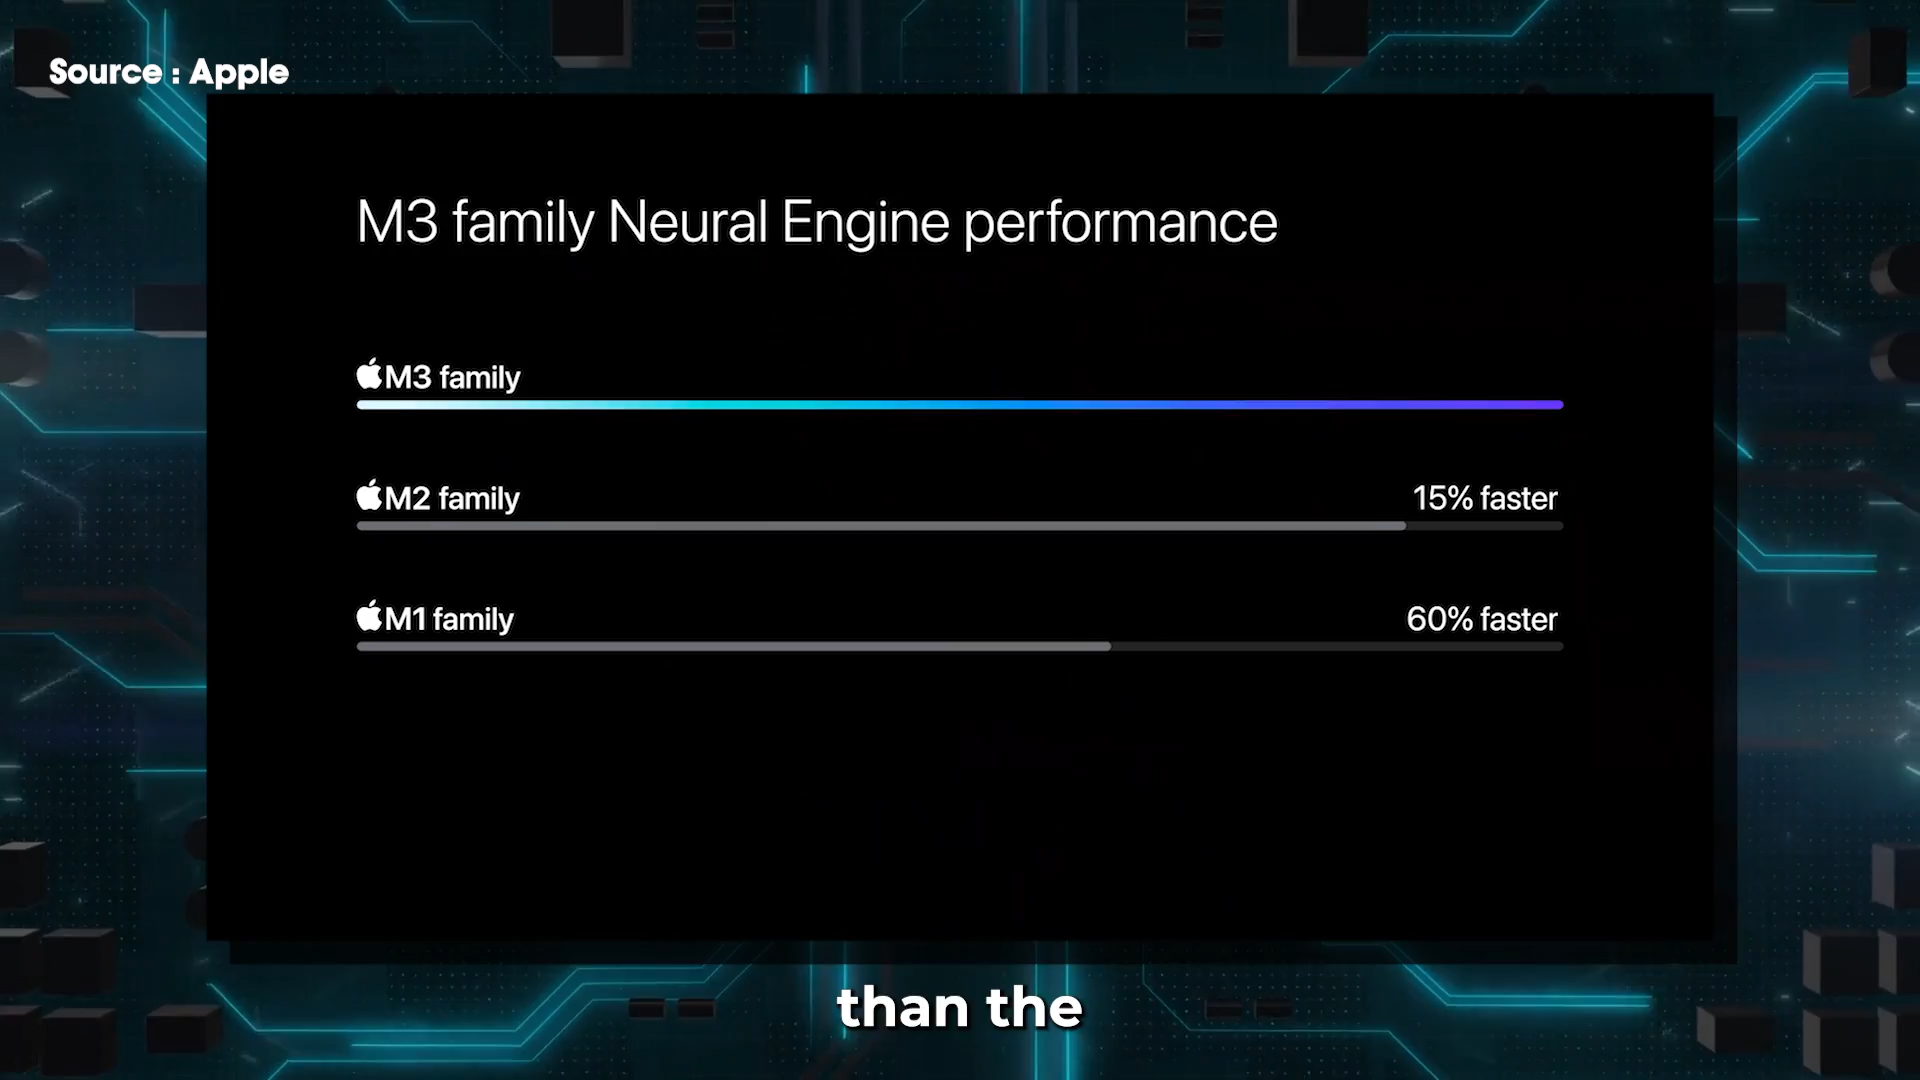 Source : Apple
M3 family Neural Engine performance
M3 family
M2 family
15% faster
M1 family
60% faster
than the